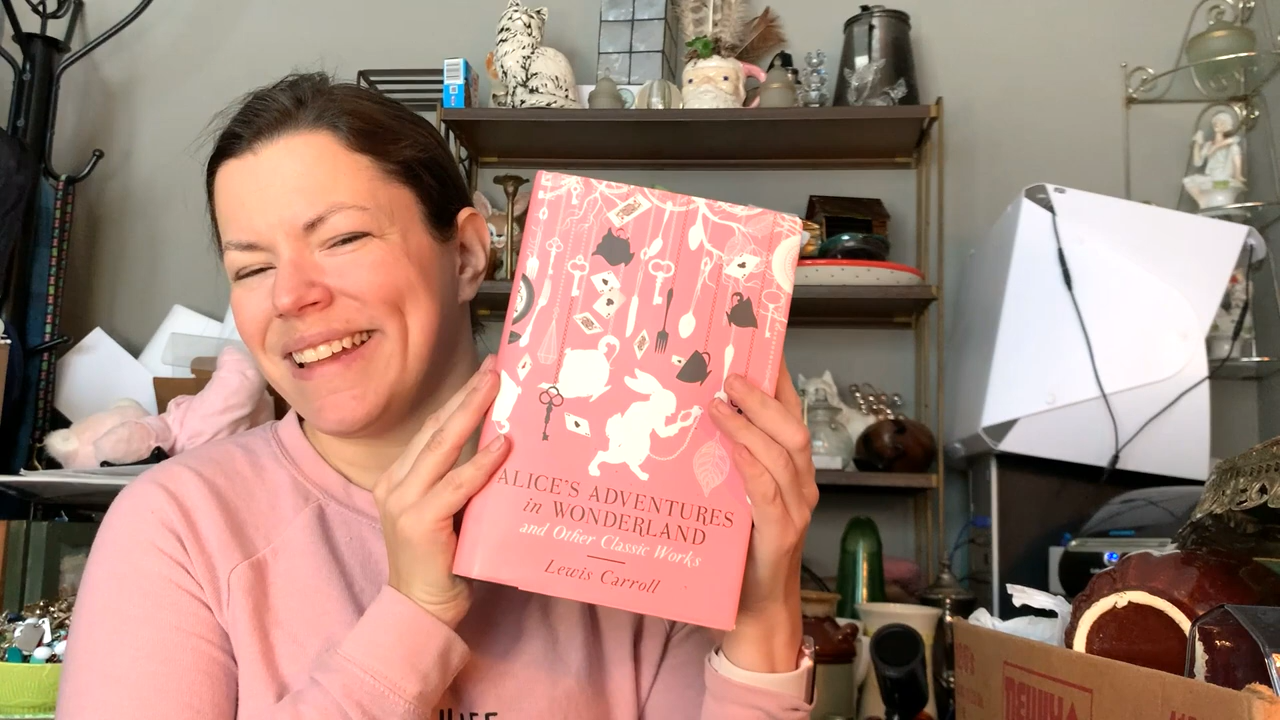 ALICE'S ADVENTURES
in WONDERLAND
and Other Classic Works
Lewis Carroll